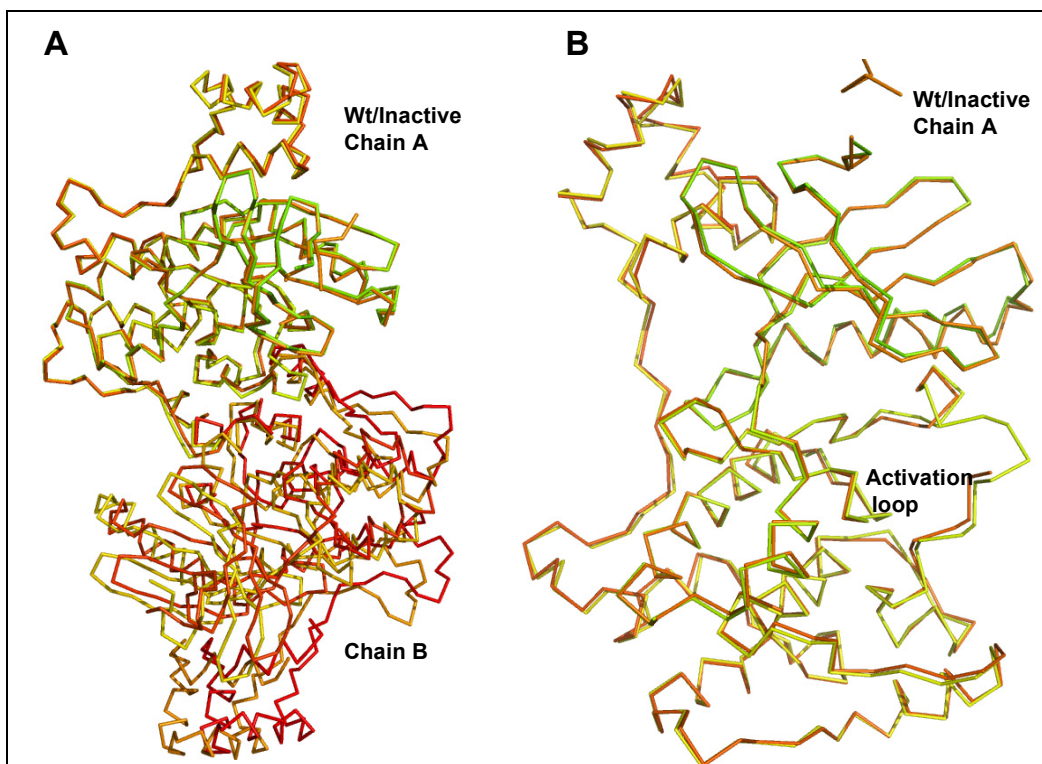 A
Wt/Inactive
Chain A
Chain B
B
Wt/Inactive
Chain A
Activation
loop